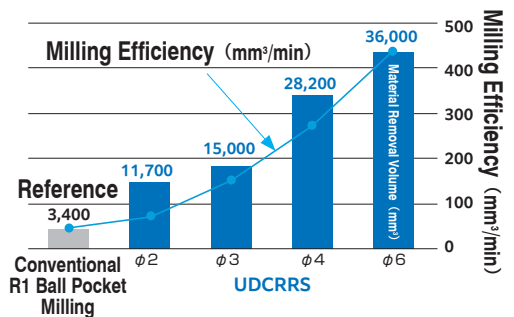 Milling Efficiency（mm³/min）
36,000
28,200
15,000
11,700
Reference
3,400
Material Removal Volume（mm³）
500
400
300
200
100
0
Milling Efficiency（mm³/min）
Conventional
R1 Ball Pocket
Milling
φ2
φ3
φ4
φ6
UDCRRS